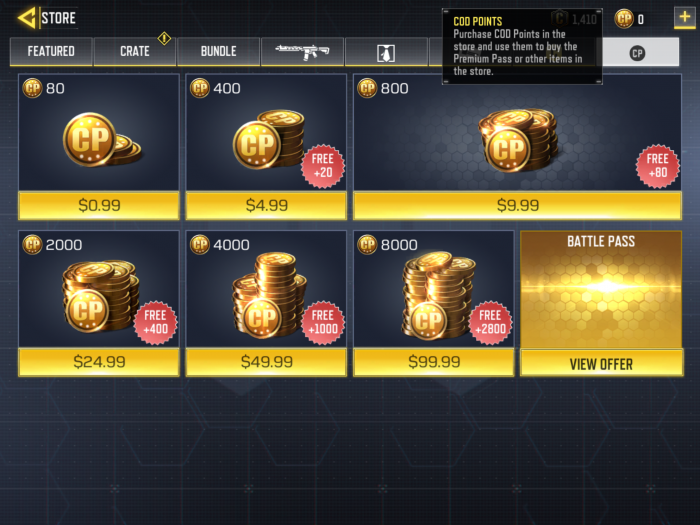 STORE
COD POINTS
Purchase COD Points in the
store and use them to buy the
Premium Pass or other items in
the store.
1,410
CP 0
+
FEATURED
CRATE
!
BUNDLE
CP
CP 80
CP
$0.99
CP 400
CP
FREE
+20
$4.99
CP 800
CP
FREE
+80
$9.99
CP 2000
CP
FREE
+400
$24.99
CP 4000
CP
FREE
+1000
$49.99
CP 8000
CP
FREE
+2800
$99.99
BATTLE PASS
VIEW OFFER